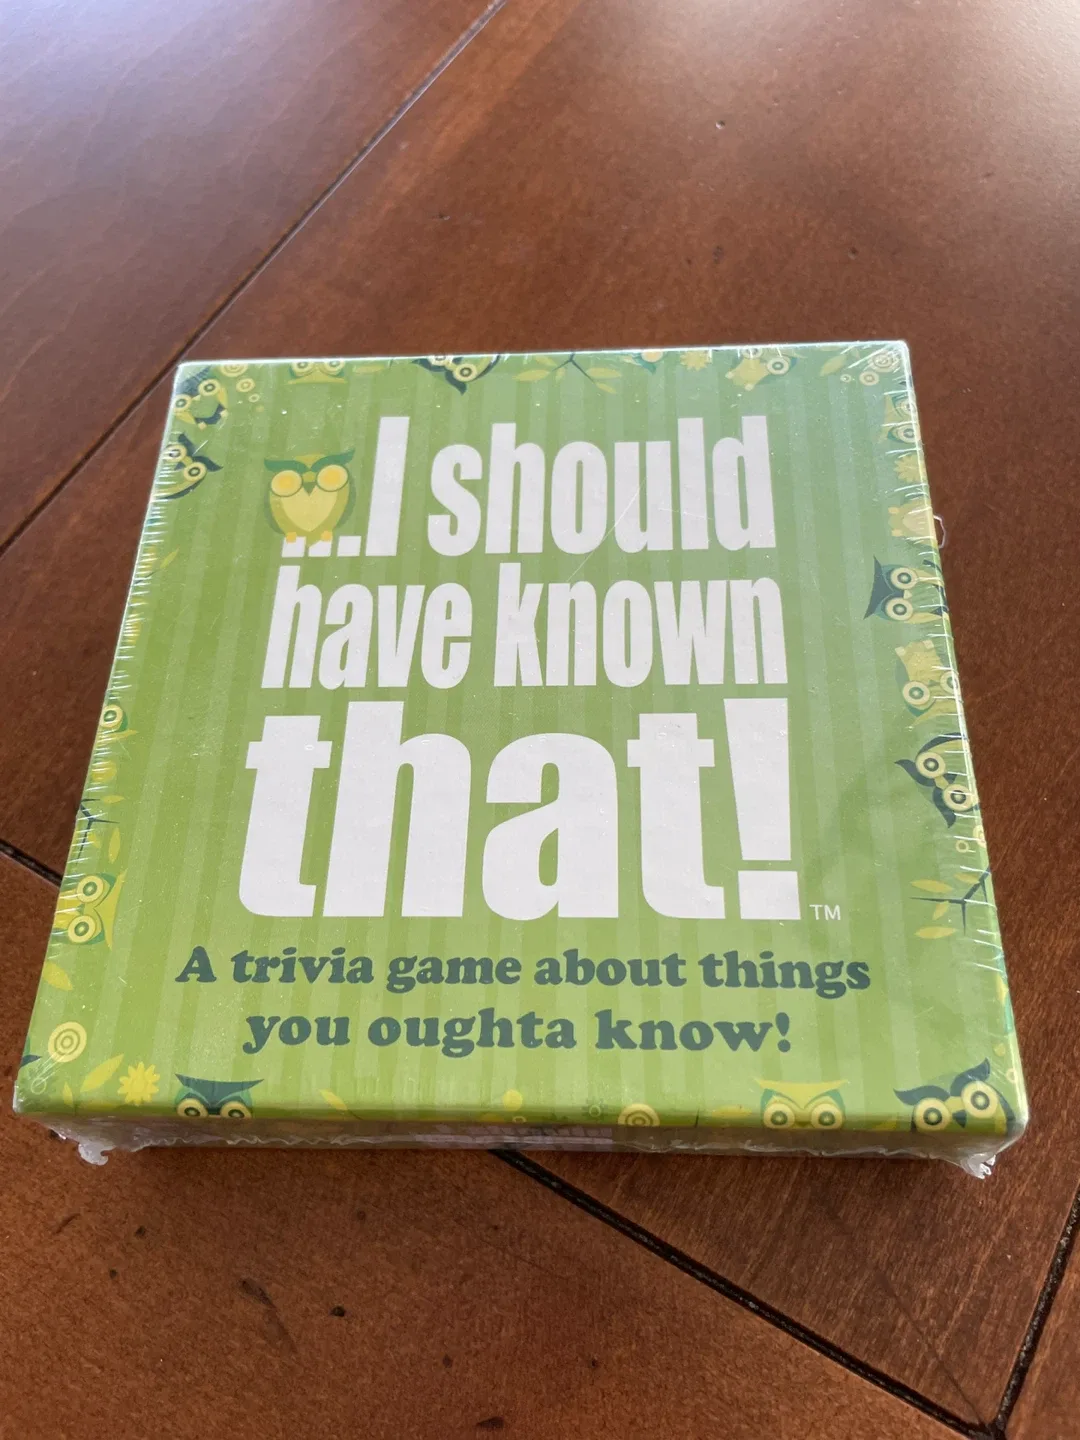 ...I should
have known
that!™
A trivia game about things
you oughta know!